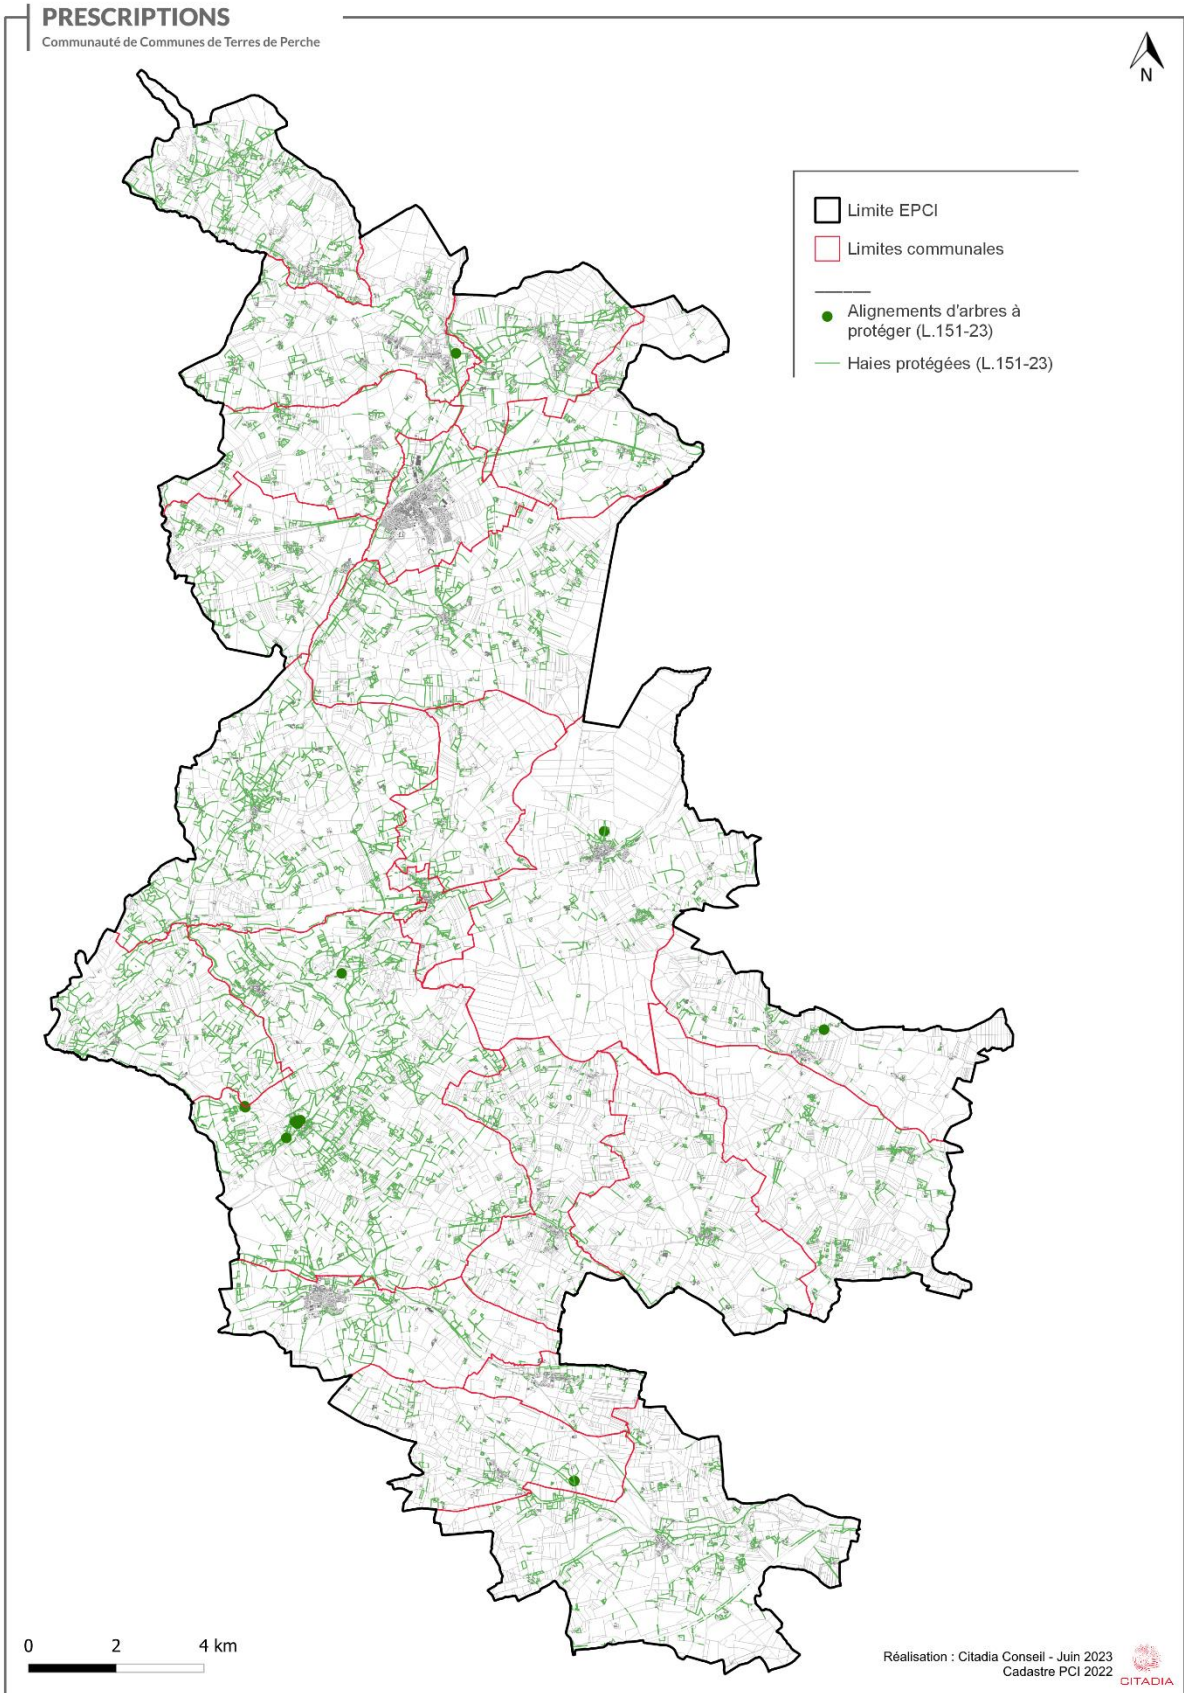 PRESCRIPTIONS
Communauté de Communes de Terres de Perche
N
Limite EPCI
Limites communales
Alignements d'arbres à
protéger (L.151-23)
Haies protégées (L.151-23)
0 2 4 km
Réalisation : Citadia Conseil - Juin 2023
Cadastre PCI 2022
CITADIA